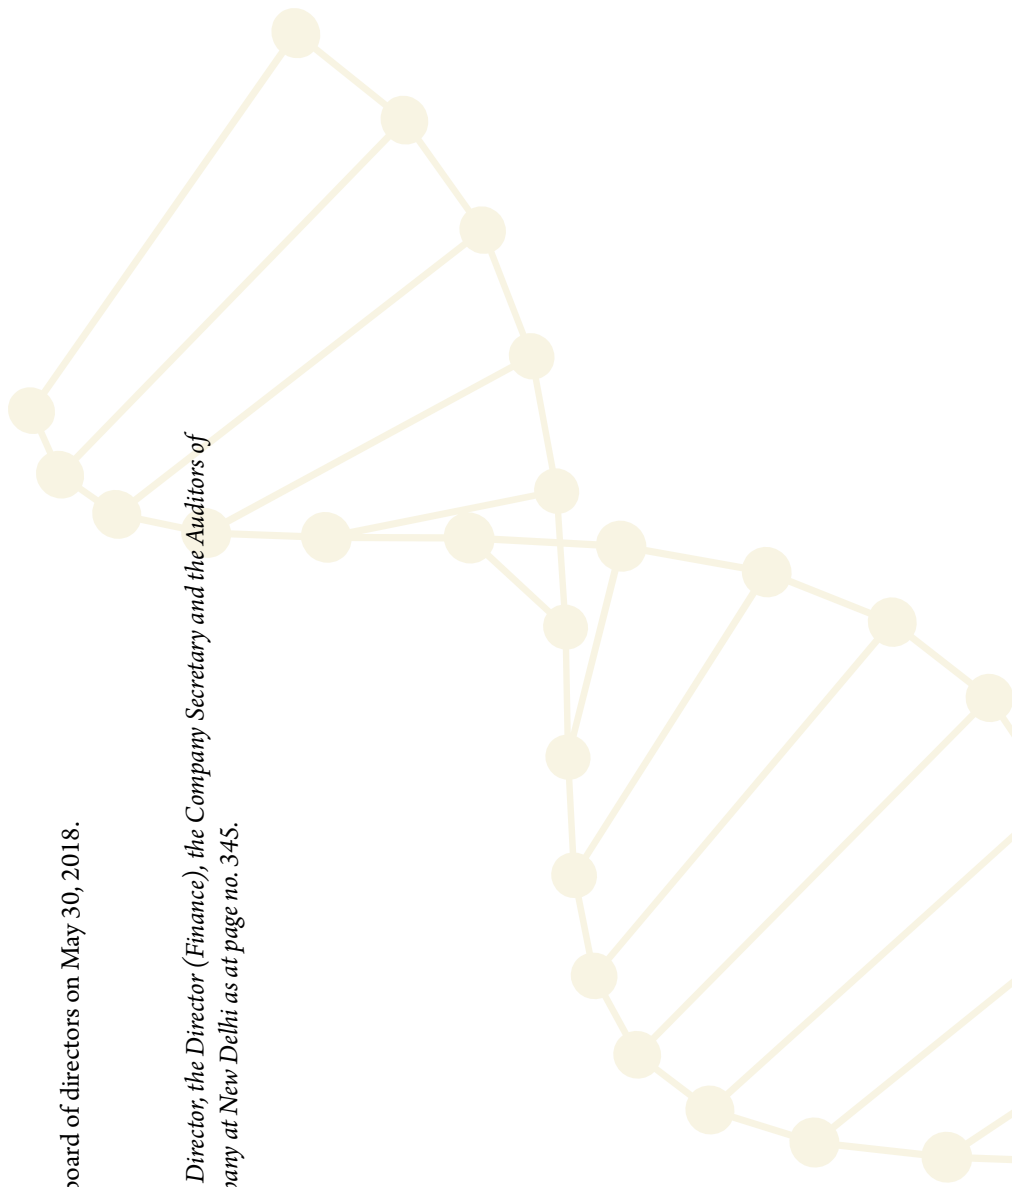 board of directors on May 30, 2018.
Director, the Director (Finance), the Company Secretary and the Auditors of
pany at New Delhi as at page no. 345.